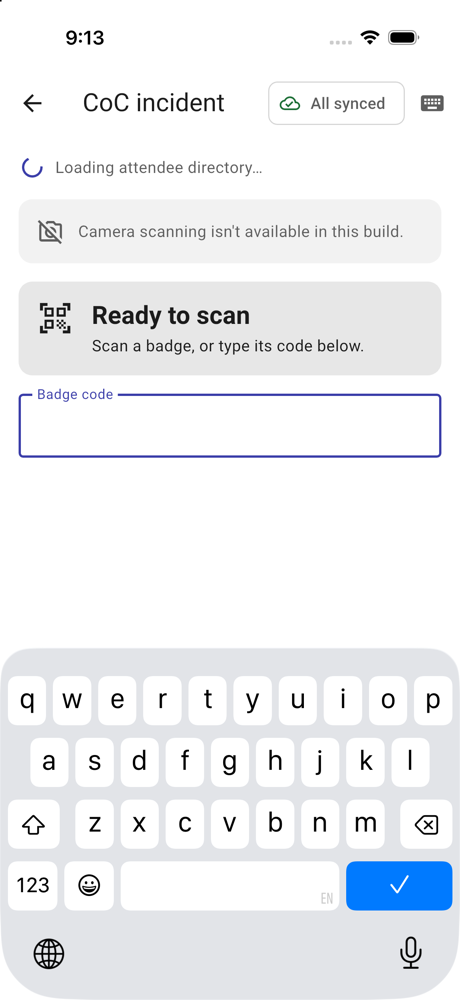 9:13
CoC incident
All synced
Loading attendee directory…
Camera scanning isn't available in this build.
Ready to scan
Scan a badge, or type its code below.
Badge code
q w e r t y u i o p
a s d f g h j k l
z x c v b n m
123
EN